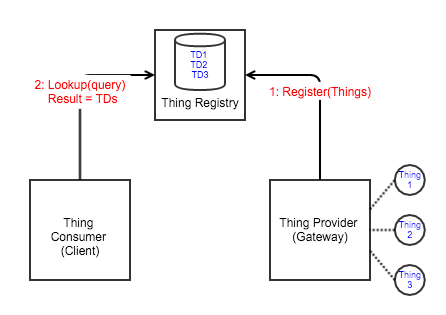 TD1
TD2
TD3
Thing Registry
2: Lookup(query)
Result = TDs
1: Register(Things)
Thing
Consumer
(Client)
Thing Provider
(Gateway)
Thing
1
Thing
2
Thing
3